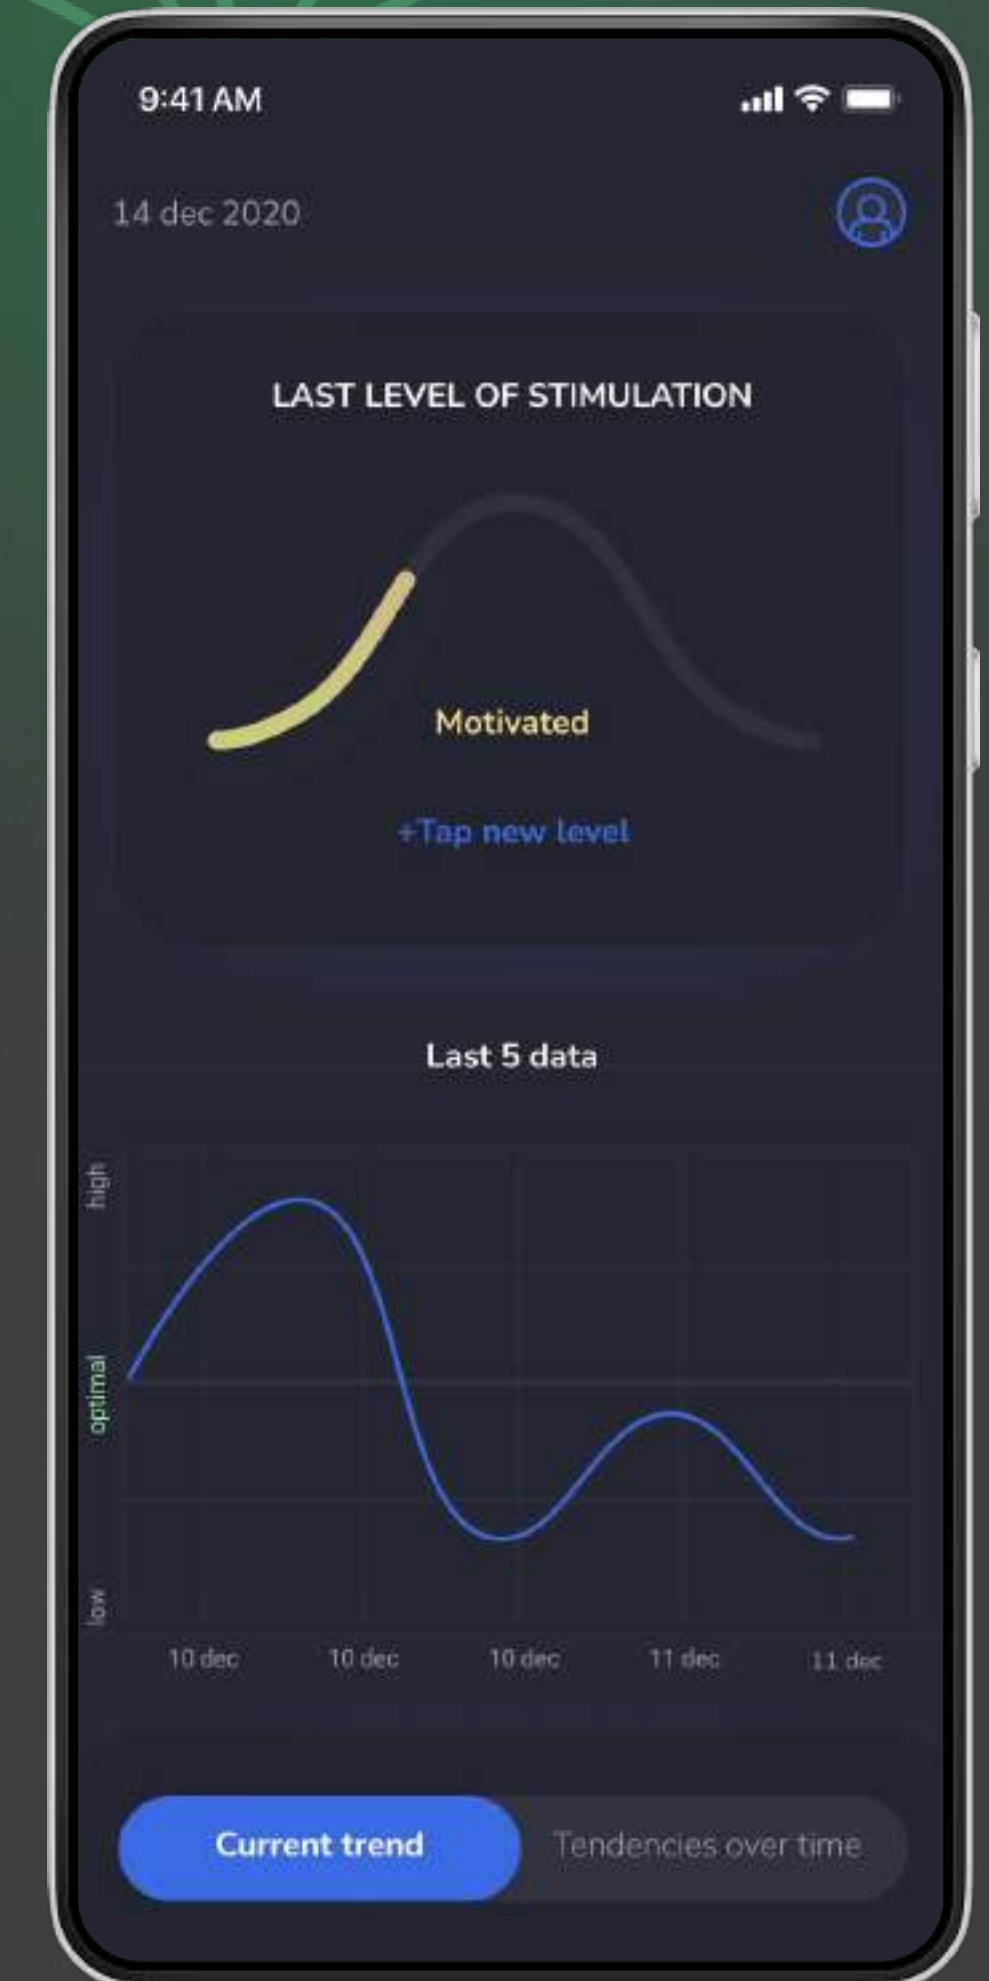 9:41 AM
14 dec 2020
LAST LEVEL OF STIMULATION
Motivated
+Tap new level
Last 5 data
high
optimal
low
10 dec 10 dec 10 dec 11 dec 11 dec
Current trend Tendencies over time